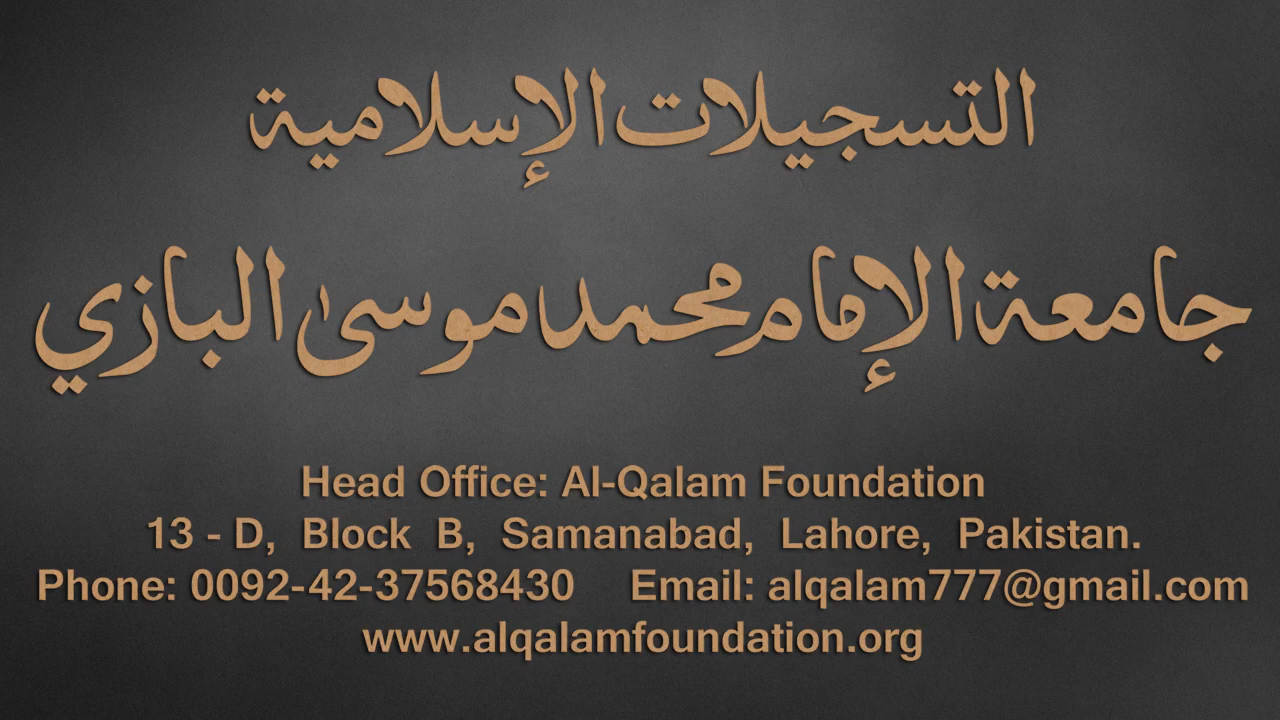 التسجيلات الإسلامية
جامعة الإمام محمد موسىٰ البازي
Head Office: Al-Qalam Foundation
13 - D, Block B, Samanabad, Lahore, Pakistan.
Phone: 0092-42-37568430 Email: alqalam777@gmail.com
www.alqalamfoundation.org